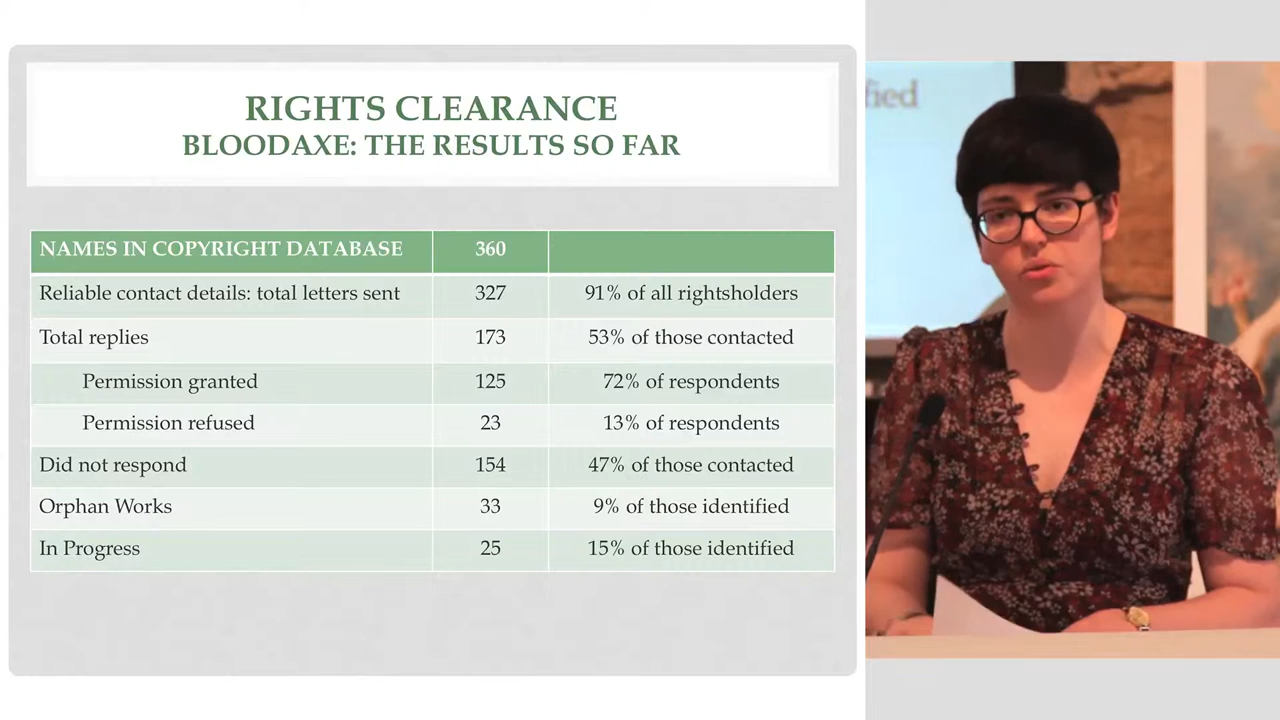 RIGHTS CLEARANCE
BLOODAXE: THE RESULTS SO FAR
NAMES IN COPYRIGHT DATABASE 360
Reliable contact details: total letters sent 327 91% of all rightsholders
Total replies 173 53% of those contacted
Permission granted 125 72% of respondents
Permission refused 23 13% of respondents
Did not respond 154 47% of those contacted
Orphan Works 33 9% of those identified
In Progress 25 15% of those identified
fied